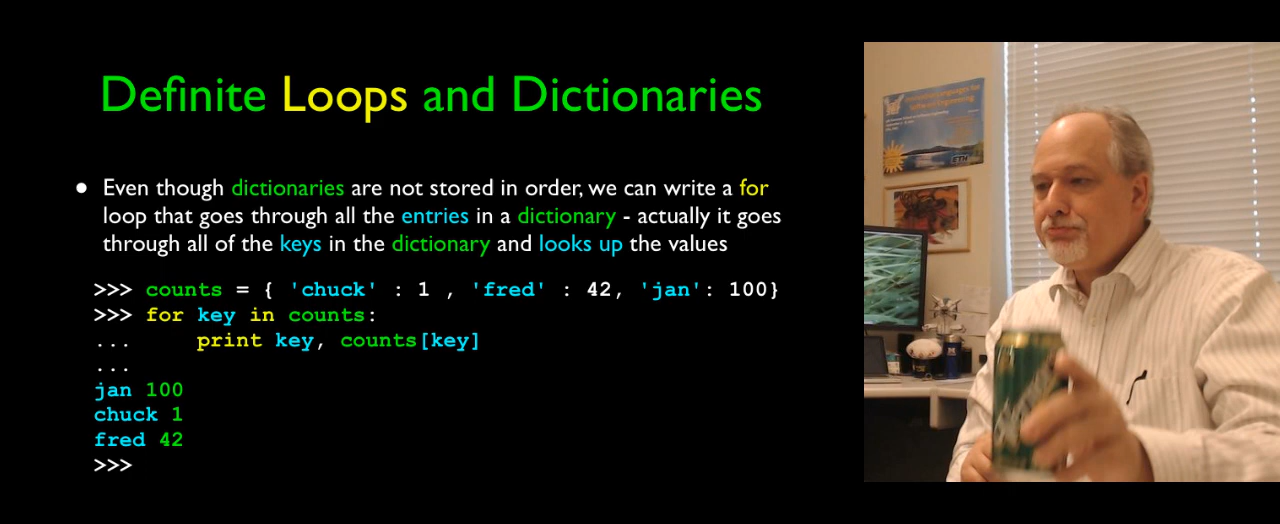 Definite Loops and Dictionaries
● Even though dictionaries are not stored in order, we can write a for
loop that goes through all the entries in a dictionary - actually it goes
through all of the keys in the dictionary and looks up the values
>>> counts = { 'chuck' : 1 , 'fred' : 42, 'jan': 100}
>>> for key in counts:
...     print key, counts[key]
...
jan 100
chuck 1
fred 42
>>>
Software Engineering
ETH